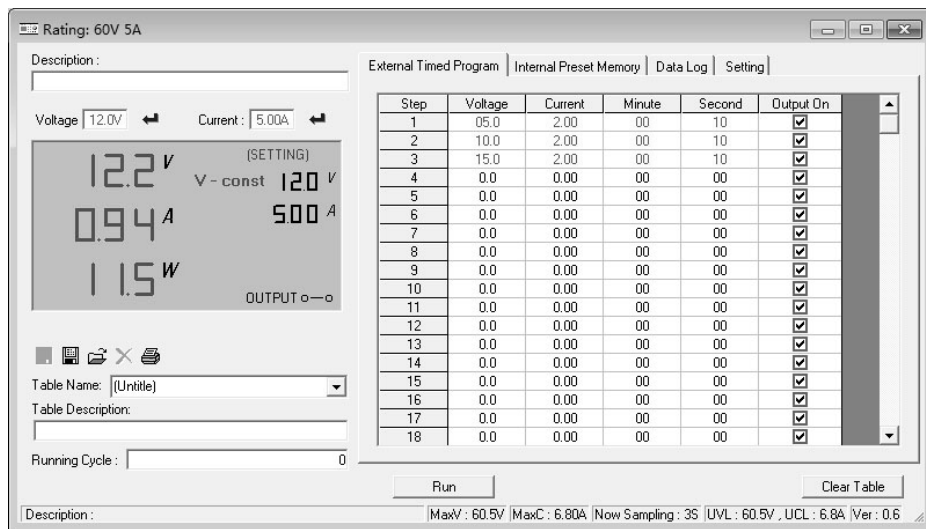 Rating: 60V 5A
Description :
Voltage 12.0V Current : 5.00A
12.2 V (SETTING)
V - const 12.0 V
0.94 A 5.00 A
11.5 W
OUTPUT
Table Name: (Untitle)
Table Description:
Running Cycle : 0
External Timed Program Internal Preset Memory Data Log Setting
Step Voltage Current Minute Second Output On
1 05.0 2.00 00 10
2 10.0 2.00 00 10
3 15.0 2.00 00 10
4 0.0 0.00 00 00
5 0.0 0.00 00 00
6 0.0 0.00 00 00
7 0.0 0.00 00 00
8 0.0 0.00 00 00
9 0.0 0.00 00 00
10 0.0 0.00 00 00
11 0.0 0.00 00 00
12 0.0 0.00 00 00
13 0.0 0.00 00 00
14 0.0 0.00 00 00
15 0.0 0.00 00 00
16 0.0 0.00 00 00
17 0.0 0.00 00 00
18 0.0 0.00 00 00
Run Clear Table
Description : MaxV : 60.5V MaxC : 6.80A Now Sampling : 3S UVL : 60.5V , UCL : 6.8A Ver : 0.6